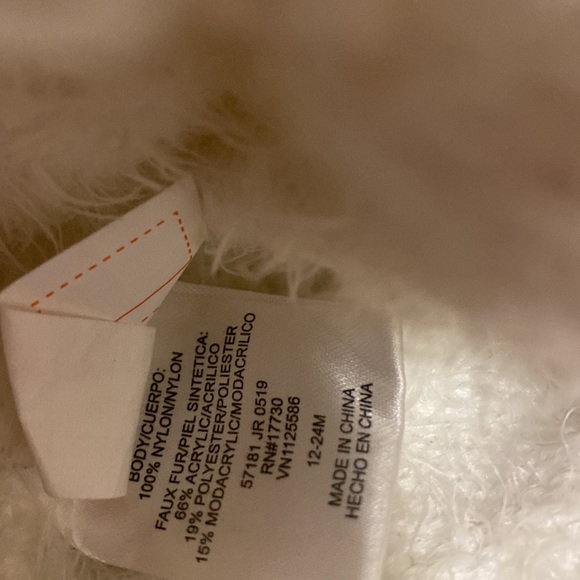 BODY/CUERPO:
100% NYLON/NYLON
FAUX FUR/PIEL SINTETICA:
66% ACRYLIC/ACRILICO
19% POLYESTER/POLIESTER
15% MODACRYLIC/MODACRILICO
57181 JR 0519
RN#17730
VN1125586
12-24M
MADE IN CHINA
HECHO EN CHINA